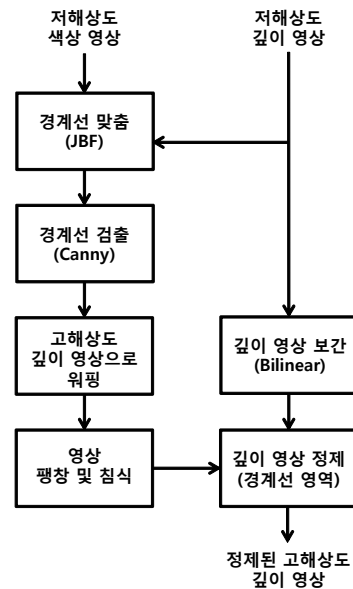 저해상도
색상 영상
저해상도
깊이 영상
경계선 맞춤
(JBF)
경계선 검출
(Canny)
고해상도
깊이 영상으로
워핑
깊이 영상 보간
(Bilinear)
영상
팽창 및 침식
깊이 영상 정제
(경계선 영역)
정제된 고해상도
깊이 영상